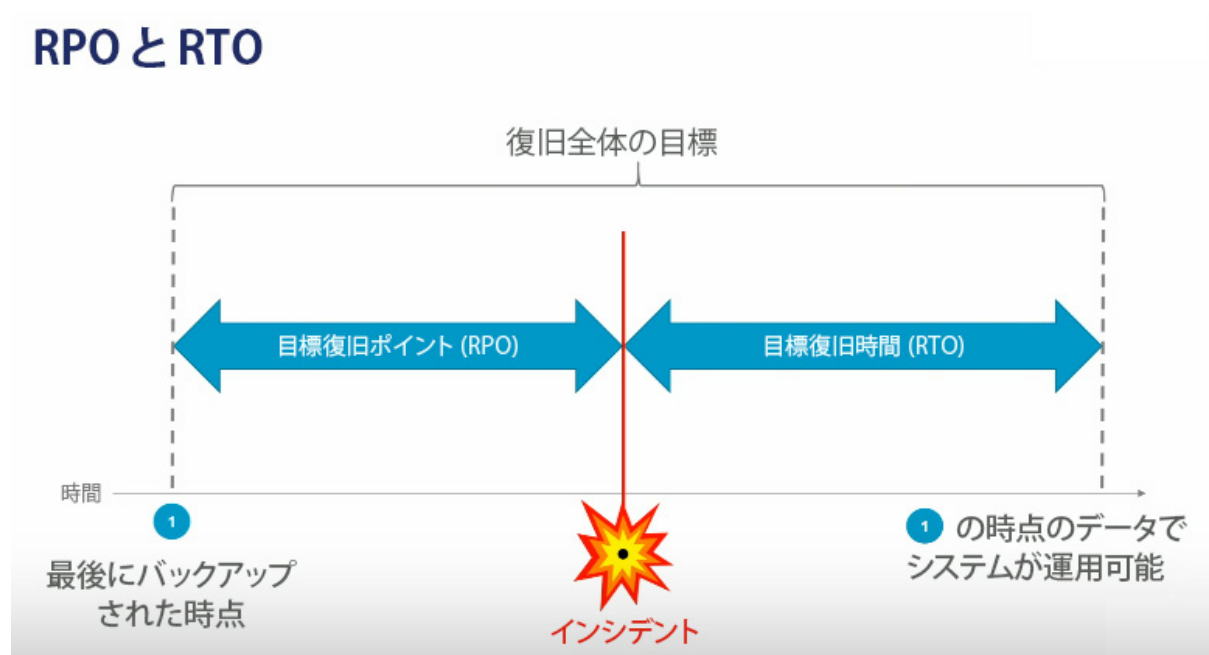 RPO と RTO
復旧全体の目標
目標復旧ポイント (RPO)
目標復旧時間 (RTO)
時間
1
最後にバックアップ
された時点
インシデント
1 の時点のデータで
システムが運用可能